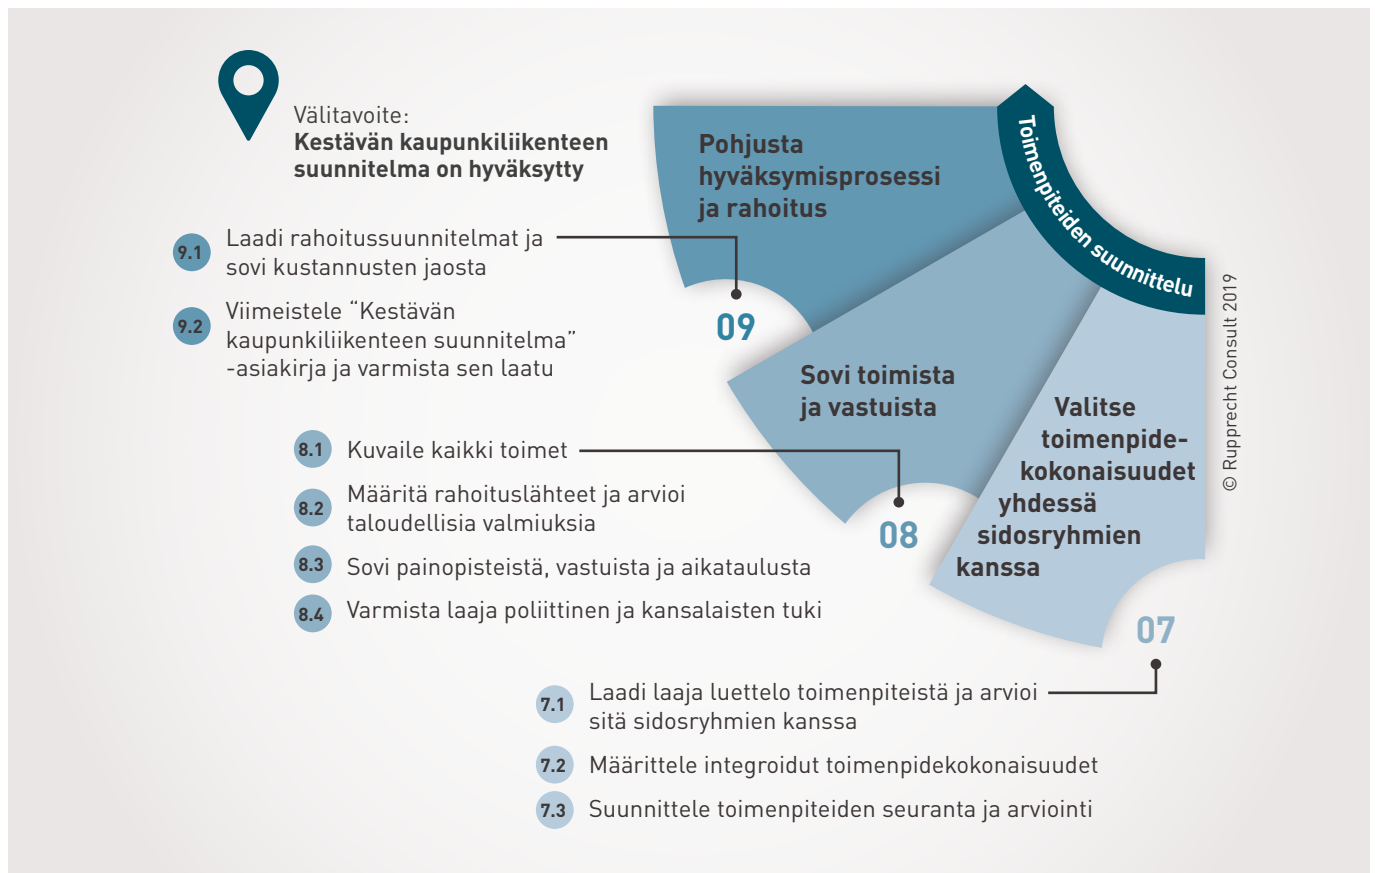 Välitavoite:
Kestävän kaupunkiliikenteen
suunnitelma on hyväksytty
Toimenpiteiden suunnittelu
Pohjusta
hyväksymisprosessi
ja rahoitus
09
9.1
Laadi rahoitussuunnitelmat ja
sovi kustannusten jaosta
9.2
Viimeistele “Kestävän
kaupunkiliikenteen suunnitelma”
-asiakirja ja varmista sen laatu
Sovi toimista
ja vastuista
08
8.1
Kuvaile kaikki toimet
8.2
Määritä rahoituslähteet ja arvioi
taloudellisia valmiuksia
8.3
Sovi painopisteistä, vastuista ja aikataulusta
8.4
Varmista laaja poliittinen ja kansalaisten tuki
Valitse
toimenpide-
kokonaisuudet
yhdessä
sidosryhmien
kanssa
07
7.1
Laadi laaja luettelo toimenpiteistä ja arvioi
sitä sidosryhmien kanssa
7.2
Määrittele integroidut toimenpidekokonaisuudet
7.3
Suunnittele toimenpiteiden seuranta ja arviointi
© Rupprecht Consult 2019